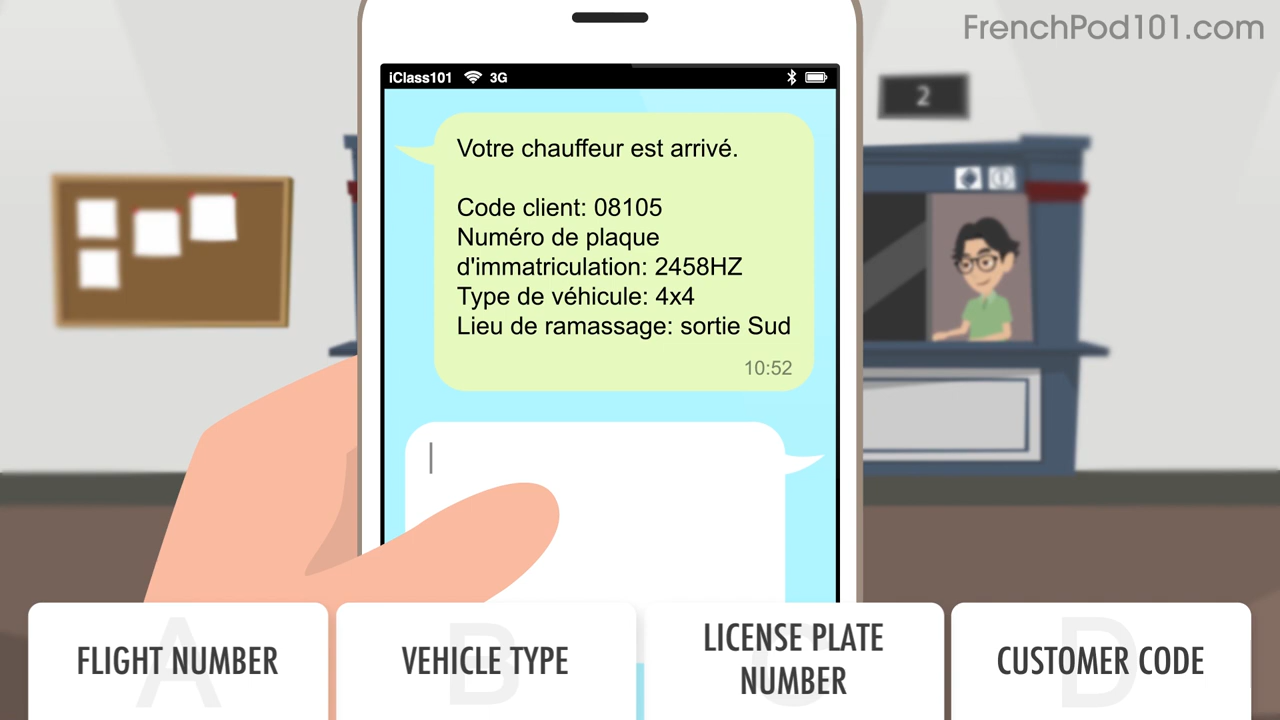 FrenchPod101.com
iClass101 3G
2
Votre chauffeur est arrivé.
Code client: 08105
Numéro de plaque
d'immatriculation: 2458HZ
Type de véhicule: 4x4
Lieu de ramassage: sortie Sud
10:52
A
FLIGHT NUMBER
B
VEHICLE TYPE
C
LICENSE PLATE
NUMBER
D
CUSTOMER CODE